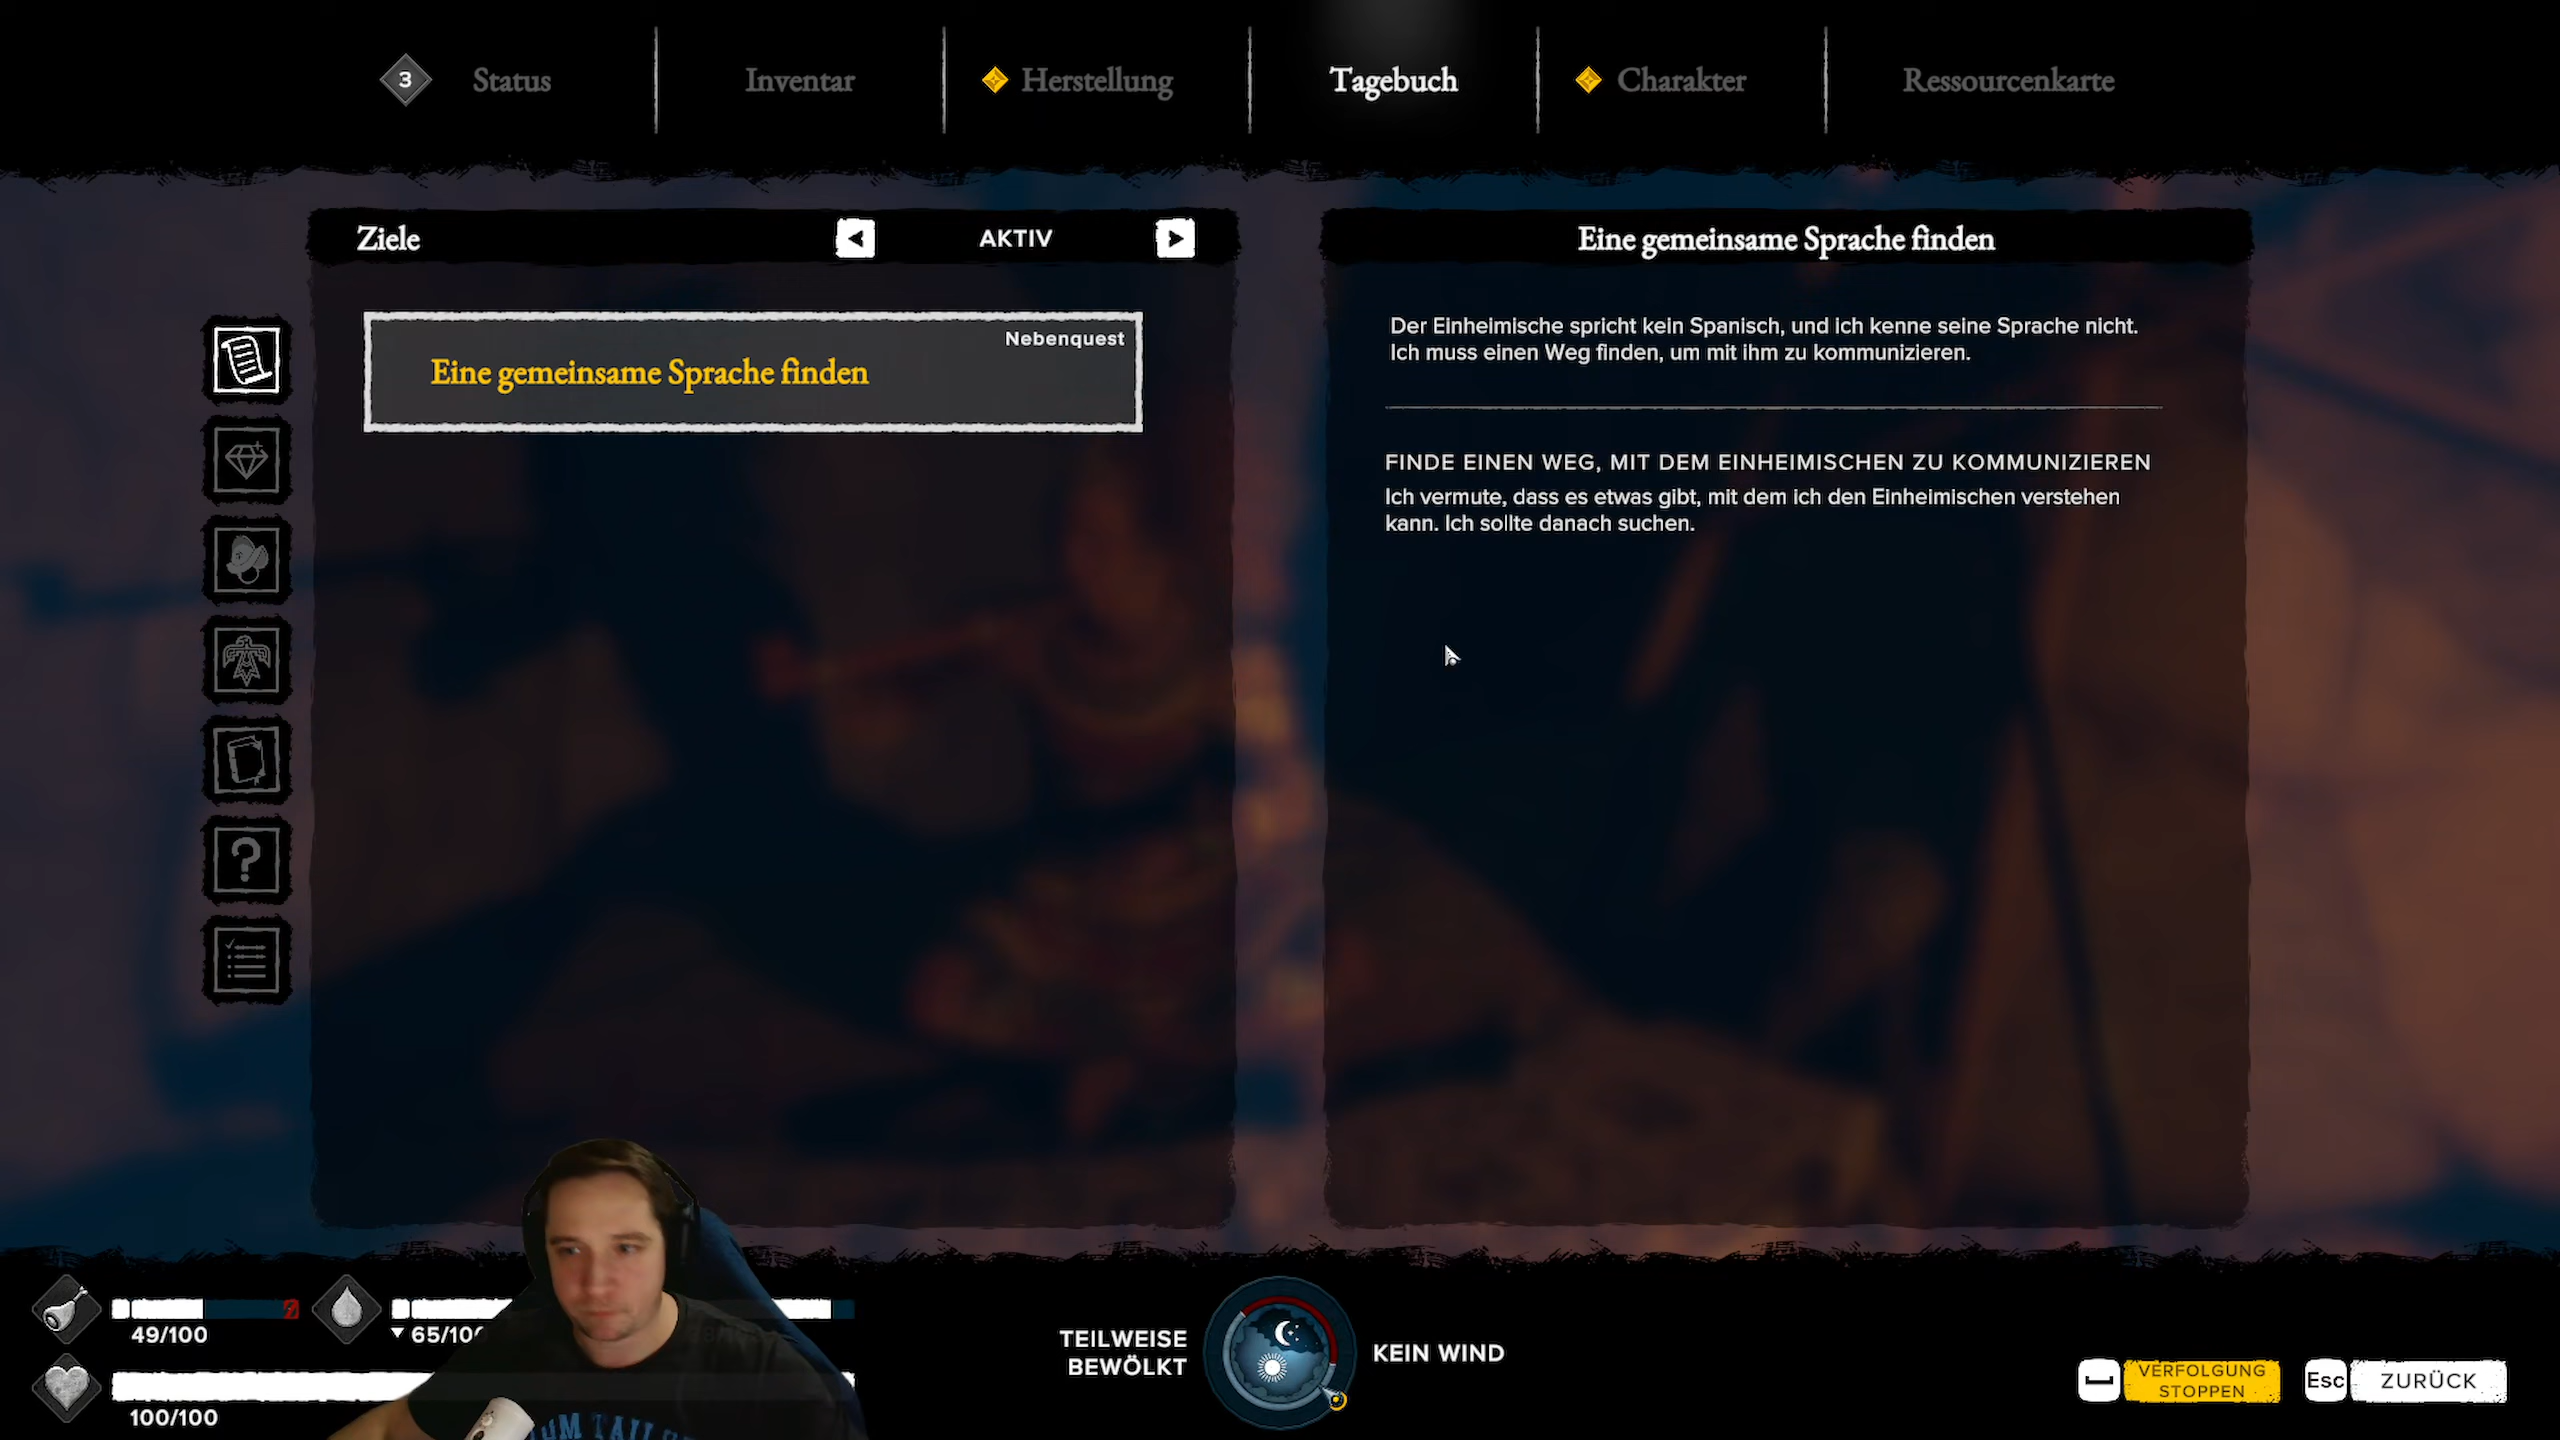 3
Status
Inventar
Herstellung
Tagebuch
Charakter
Ressourcenkarte
Ziele
AKTIV
Nebenquest
Eine gemeinsame Sprache finden
Eine gemeinsame Sprache finden
Der Einheimische spricht kein Spanisch, und ich kenne seine Sprache nicht.
Ich muss einen Weg finden, um mit ihm zu kommunizieren.
FINDE EINEN WEG, MIT DEM EINHEIMISCHEN ZU KOMMUNIZIEREN
Ich vermute, dass es etwas gibt, mit dem ich den Einheimischen verstehen
kann. Ich sollte danach suchen.
?
49/100
65/100
100/100
TEILWEISE
BEWÖLKT
KEIN WIND
VERFOLGUNG
STOPPEN
Esc
ZURÜCK